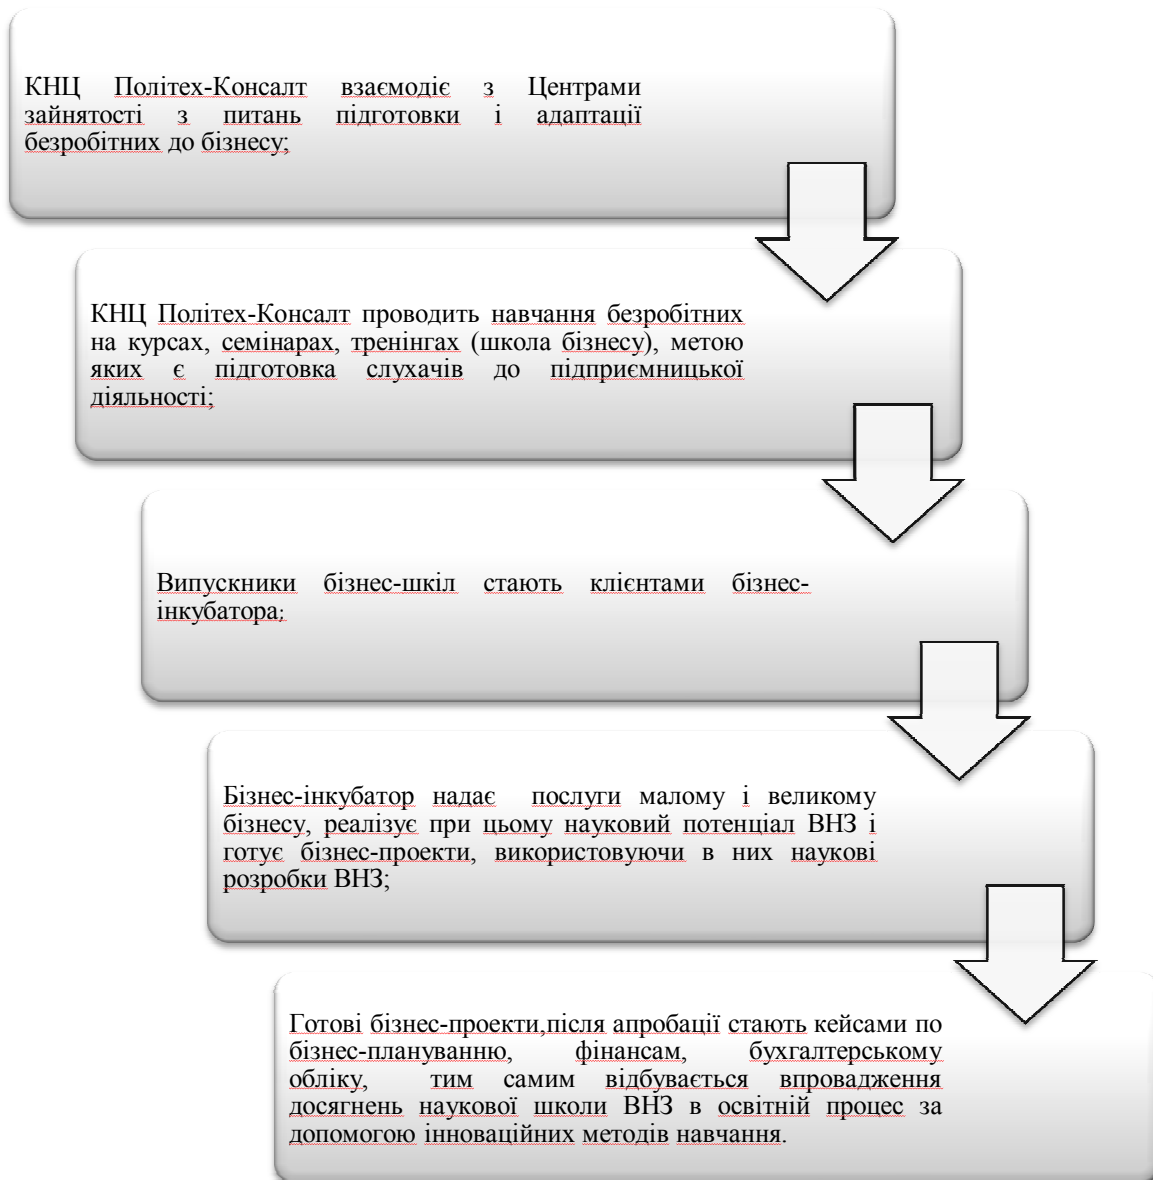 КНЦ Політех-Консалт взаємодіє з Центрами
зайнятості з питань підготовки і адаптації
безробітних до бізнесу;
КНЦ Політех-Консалт проводить навчання безробітних
на курсах, семінарах, тренінгах (школа бізнесу), метою
яких є підготовка слухачів до підприємницької
діяльності;
Випускники бізнес-шкіл стають клієнтами бізнес-
інкубатора;
Бізнес-інкубатор надає послуги малому і великому
бізнесу, реалізує при цьому науковий потенціал ВНЗ і
готує бізнес-проекти, використовуючи в них наукові
розробки ВНЗ;
Готові бізнес-проекти,після апробації стають кейсами по
бізнес-плануванню, фінансам, бухгалтерському
обліку, тим самим відбувається впровадження
досягнень наукової школи ВНЗ в освітній процес за
допомогою інноваційних методів навчання.